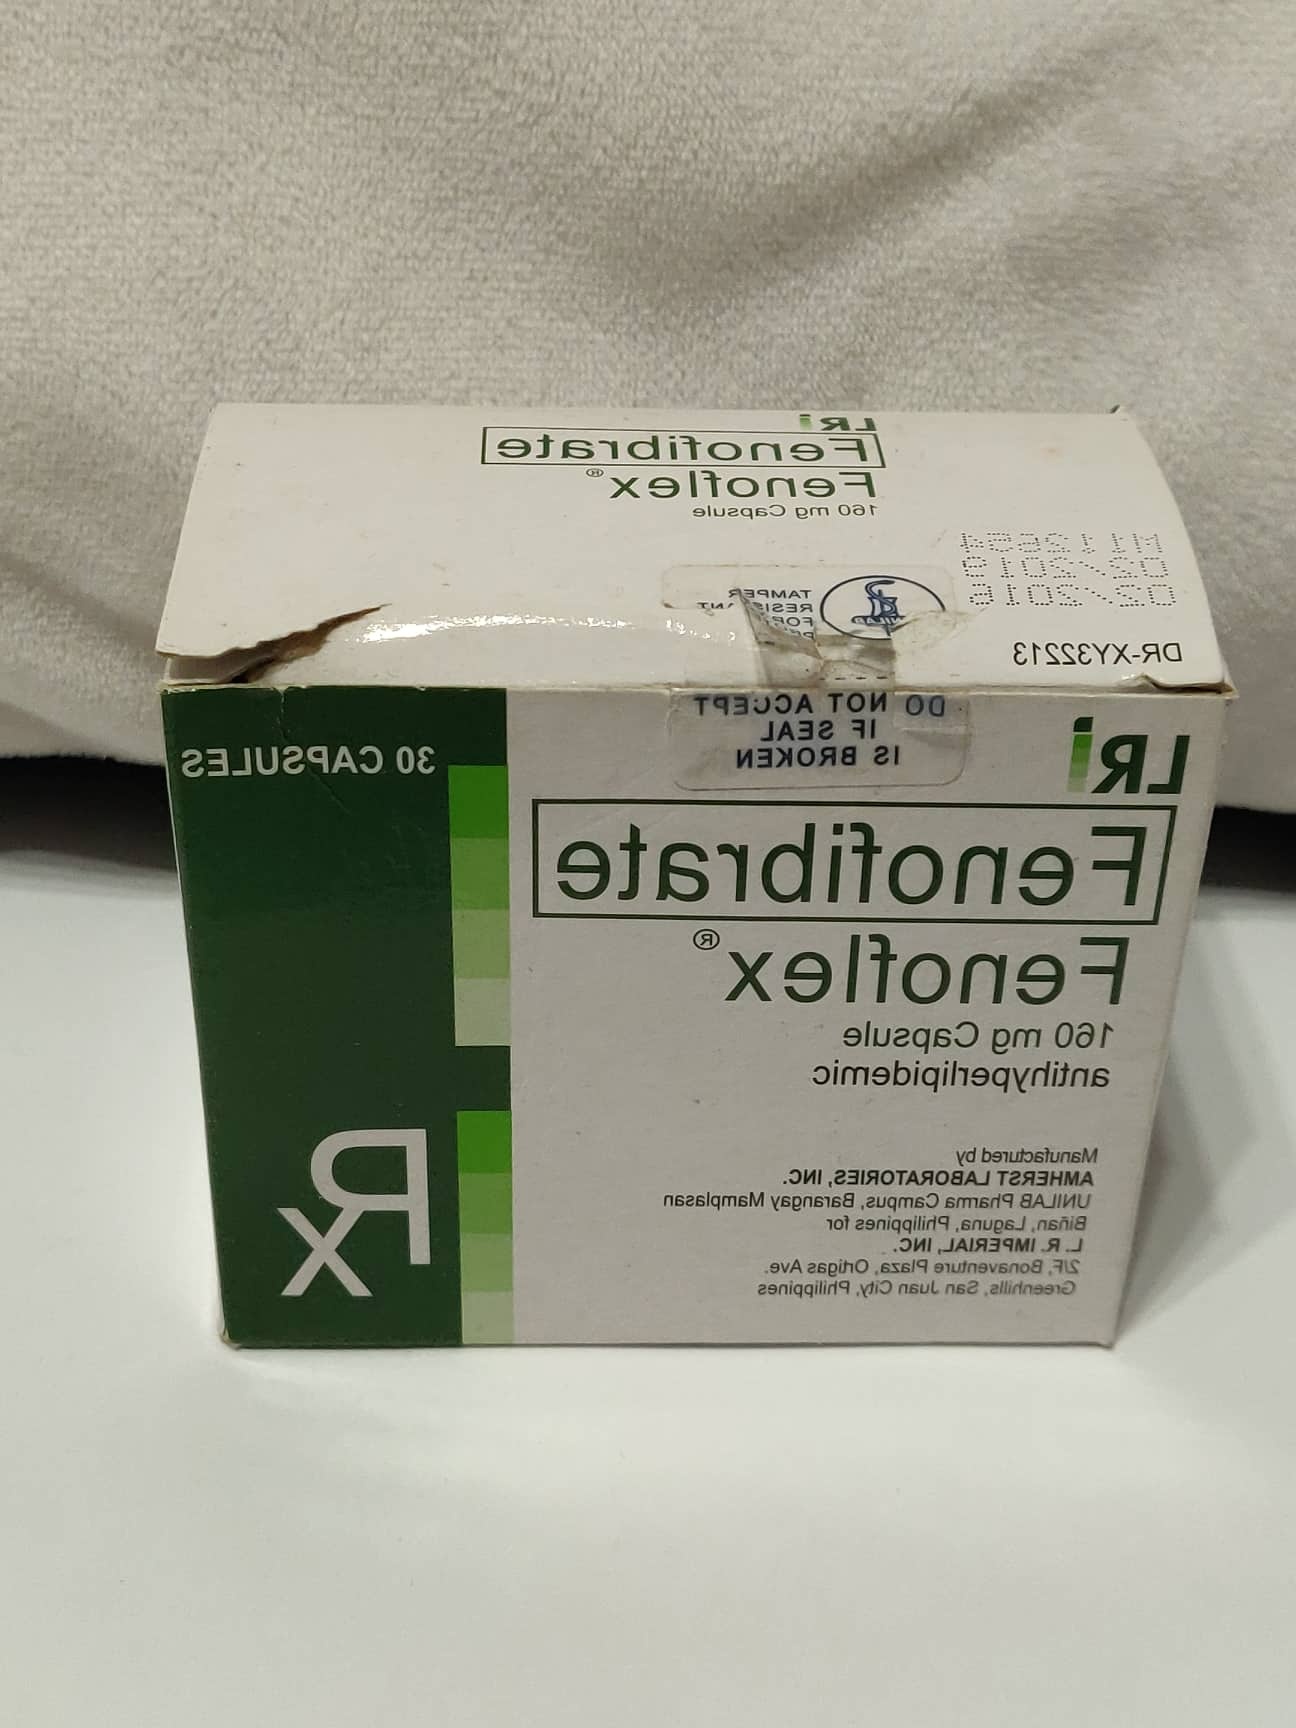 LRi
Fenofibrate
Fenoflex®
160 mg Capsule
M112684
02/2019
02/2016
TAMPER
DR-XY32213
DO NOT ACCEPT
IF SEAL
IS BROKEN
30 CAPSULES
LRi
Fenofibrate
Fenoflex®
160 mg Capsule
antihyperlipidemic
Rx
Manufactured by
AMHERST LABORATORIES, INC.
UNILAB Pharma Campus, Barangay Mamplasan
Biñan, Laguna, Philippines for
L. R. IMPERIAL, INC.
2/F, Bonaventure Plaza, Ortigas Ave.
Greenhills, San Juan City, Philippines